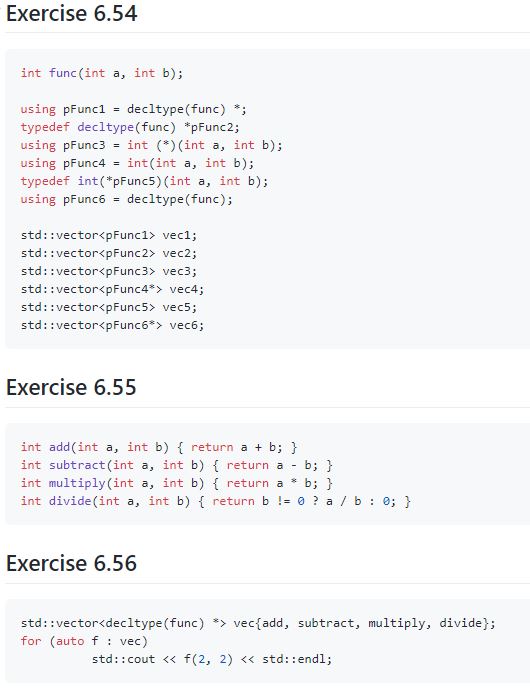 Exercise 6.54
int func(int a, int b);
using pFunc1 = decltype(func) *;
typedef decltype(func) *pFunc2;
using pFunc3 = int (*)(int a, int b);
using pFunc4 = int(int a, int b);
typedef int(*pFunc5)(int a, int b);
using pFunc6 = decltype(func);
std::vector<pFunc1> vec1;
std::vector<pFunc2> vec2;
std::vector<pFunc3> vec3;
std::vector<pFunc4*> vec4;
std::vector<pFunc5> vec5;
std::vector<pFunc6*> vec6;
Exercise 6.55
int add(int a, int b) { return a + b; }
int subtract(int a, int b) { return a - b; }
int multiply(int a, int b) { return a * b; }
int divide(int a, int b) { return b != 0 ? a / b : 0; }
Exercise 6.56
std::vector<decltype(func) *> vec{add, subtract, multiply, divide};
for (auto f : vec)
std::cout << f(2, 2) << std::endl;